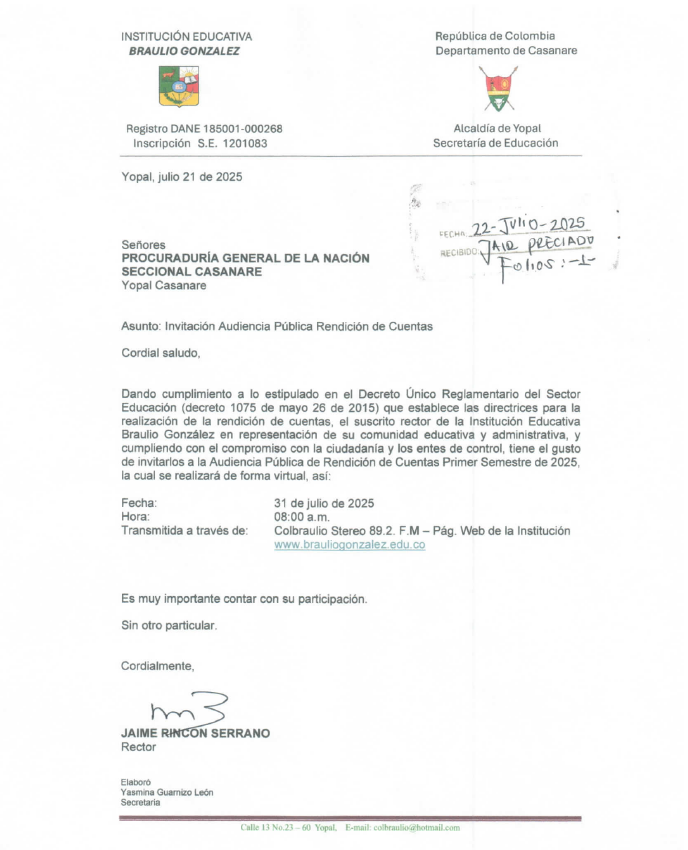 INSTITUCIÓN EDUCATIVA
BRAULIO GONZALEZ
República de Colombia
Departamento de Casanare
Registro DANE 185001-000268
Inscripción S.E. 1201083
Alcaldía de Yopal
Secretaría de Educación
Yopal, julio 21 de 2025
FECHA: 22-Julio-2025
RECIBIDO: JAIR PRECIADO
Folios: -1-
Señores
PROCURADURÍA GENERAL DE LA NACIÓN
SECCIONAL CASANARE
Yopal Casanare
Asunto: Invitación Audiencia Pública Rendición de Cuentas
Cordial saludo,
Dando cumplimiento a lo estipulado en el Decreto Único Reglamentario del Sector
Educación (decreto 1075 de mayo 26 de 2015) que establece las directrices para la
realización de la rendición de cuentas, el suscrito rector de la Institución Educativa
Braulio González en representación de su comunidad educativa y administrativa, y
cumpliendo con el compromiso con la ciudadanía y los entes de control, tiene el gusto
de invitarlos a la Audiencia Pública de Rendición de Cuentas Primer Semestre de 2025,
la cual se realizará de forma virtual, así:
Fecha: 31 de julio de 2025
Hora: 08:00 a.m.
Transmitida a través de: Colbraulio Stereo 89.2. F.M – Pág. Web de la Institución
www.brauliogonzalez.edu.co
Es muy importante contar con su participación.
Sin otro particular.
Cordialmente,
JAIME RINCON SERRANO
Rector
Elaboró
Yasmina Guarnizo León
Secretaria
Calle 13 No.23 – 60 Yopal. E-mail: colbraulio@hotmail.com